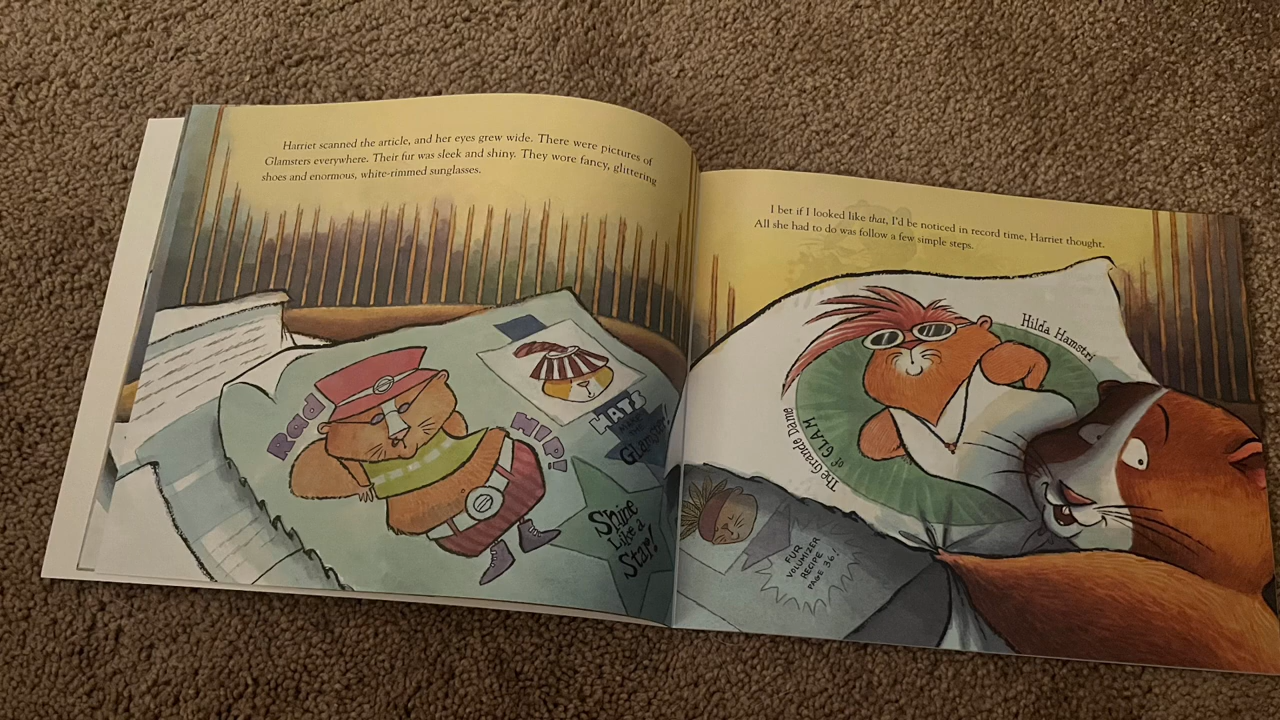 Harriet scanned the article, and her eyes grew wide. There were pictures of
Glamsters everywhere. Their fur was sleek and shiny. They wore fancy, glittering
shoes and enormous, white-rimmed sunglasses.
Rad
HIP!
HATS
Glamster!
Shine
Like a
Star!
I bet if I looked like that, I'd be noticed in record time, Harriet thought.
All she had to do was follow a few simple steps.
Hilda Hamstri
The Grande Dame
of GLAM
FUR
VOLUMIZER
RECIPE
PAGE 36!